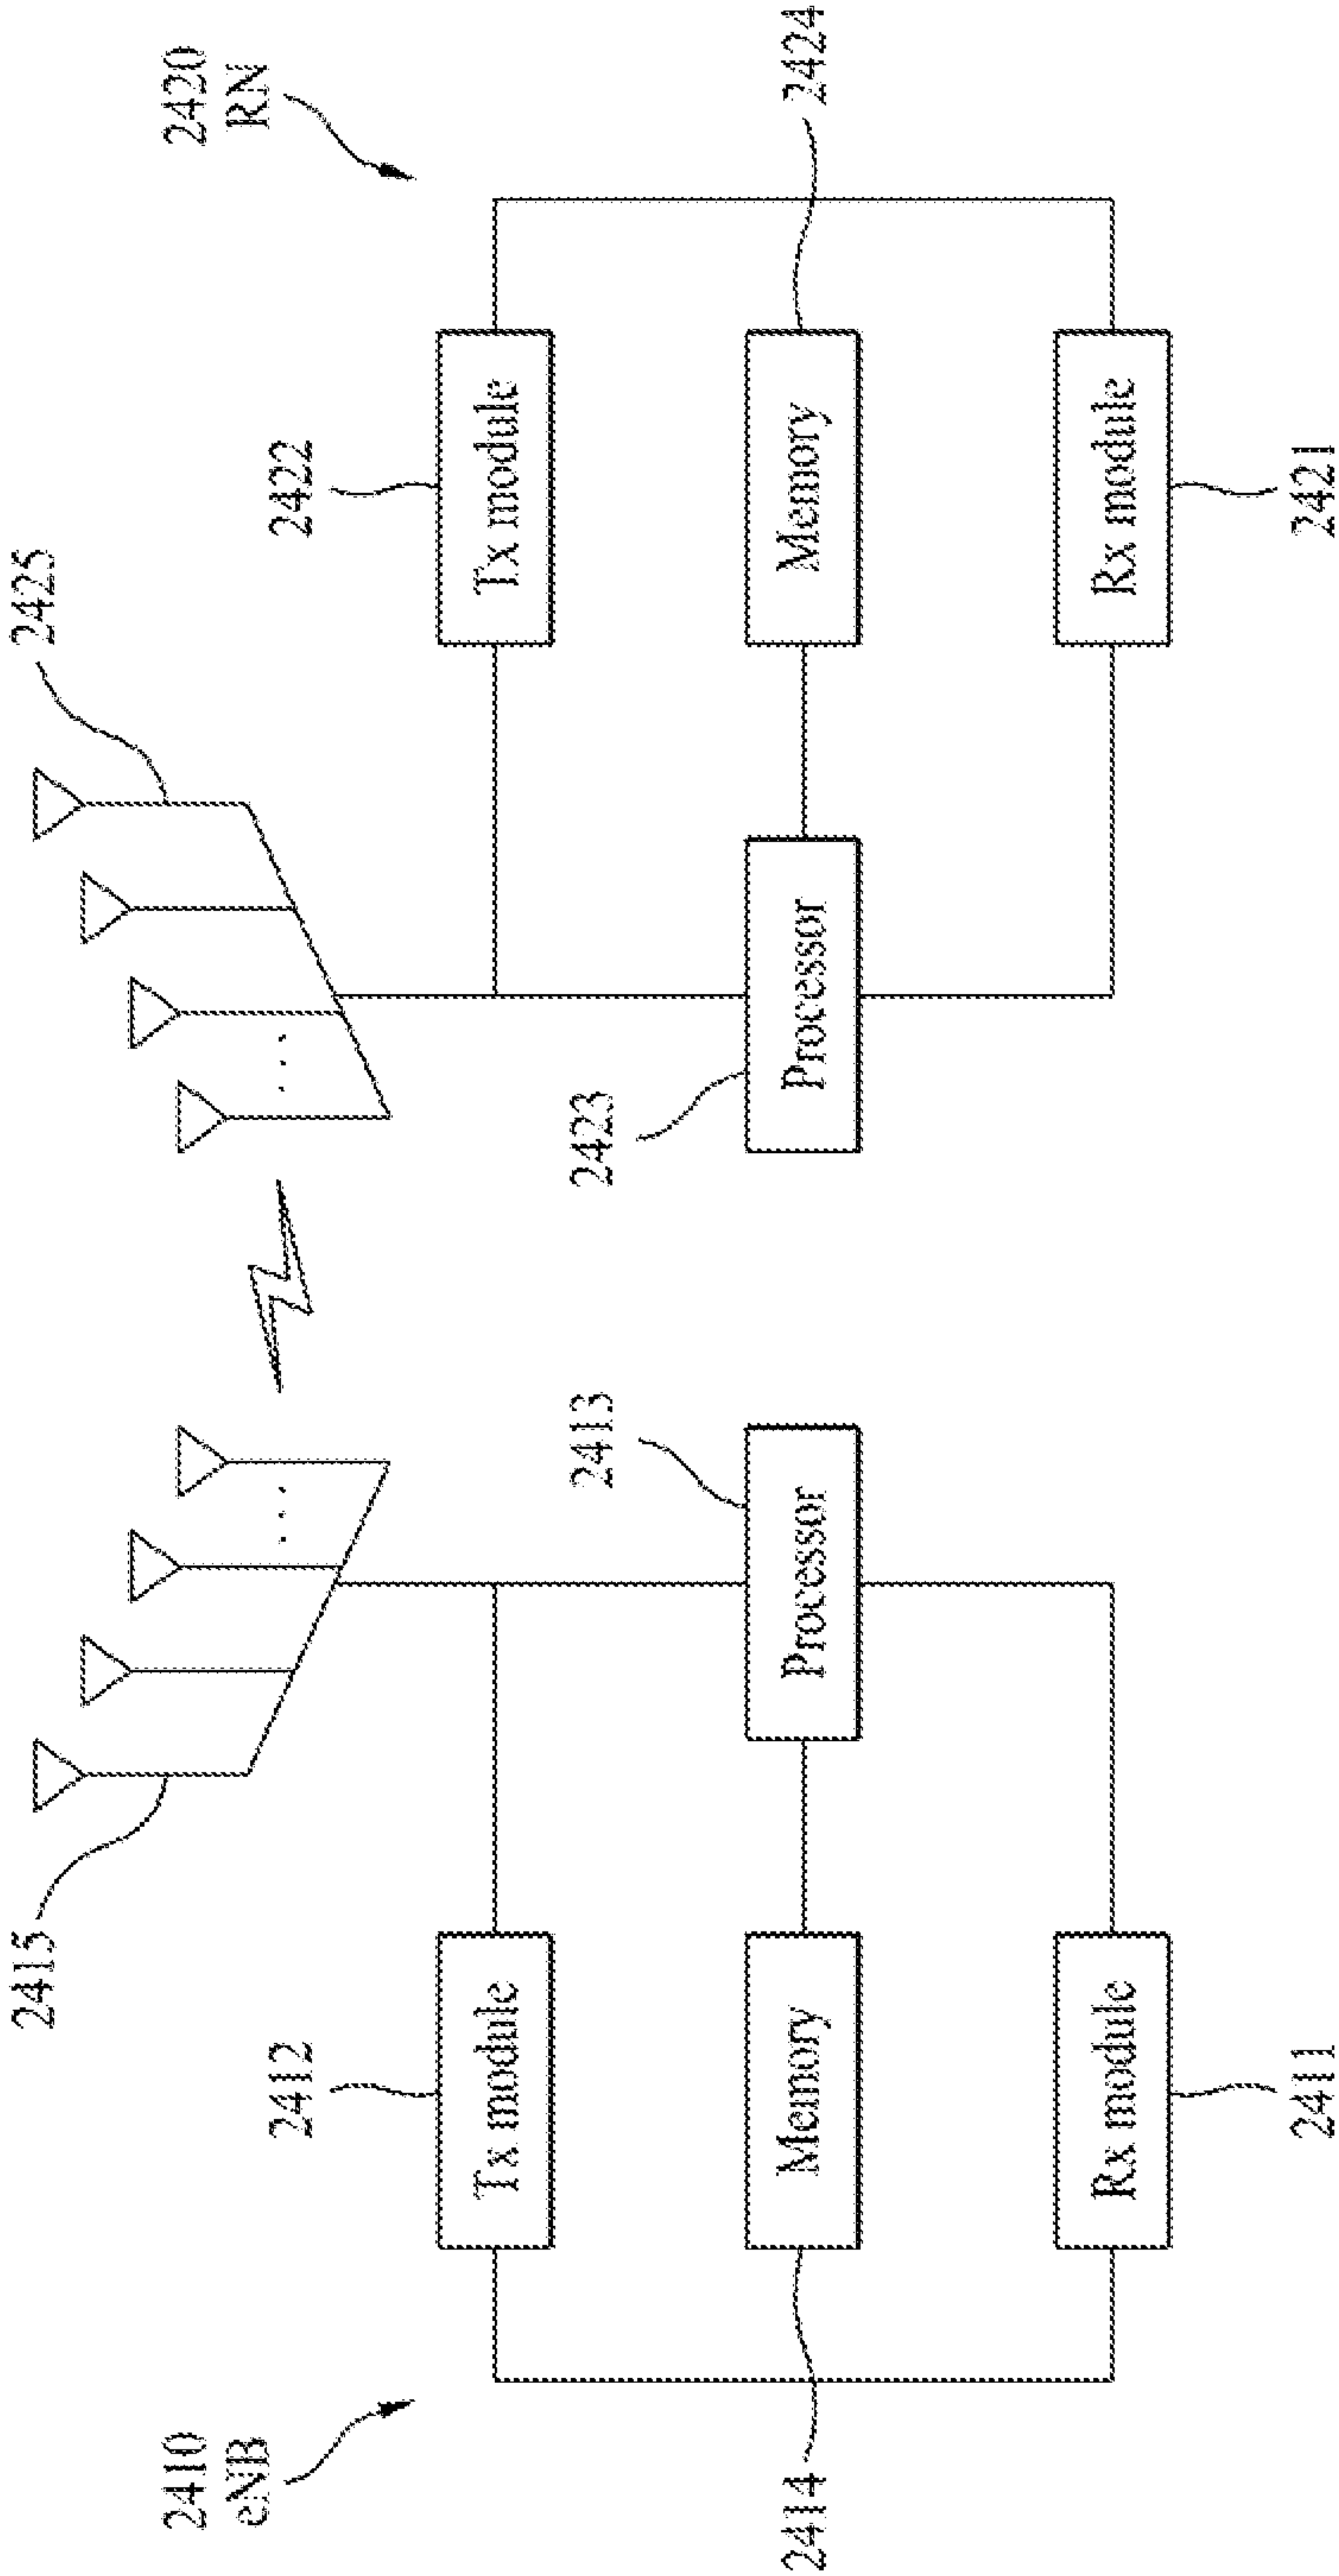 2415
2425
2410
eNB
2420
RN
2412
Tx module
2422
Tx module
2413
2423
Memory
Processor
Processor
Memory
2414
2424
Rx module
Rx module
2411
2421